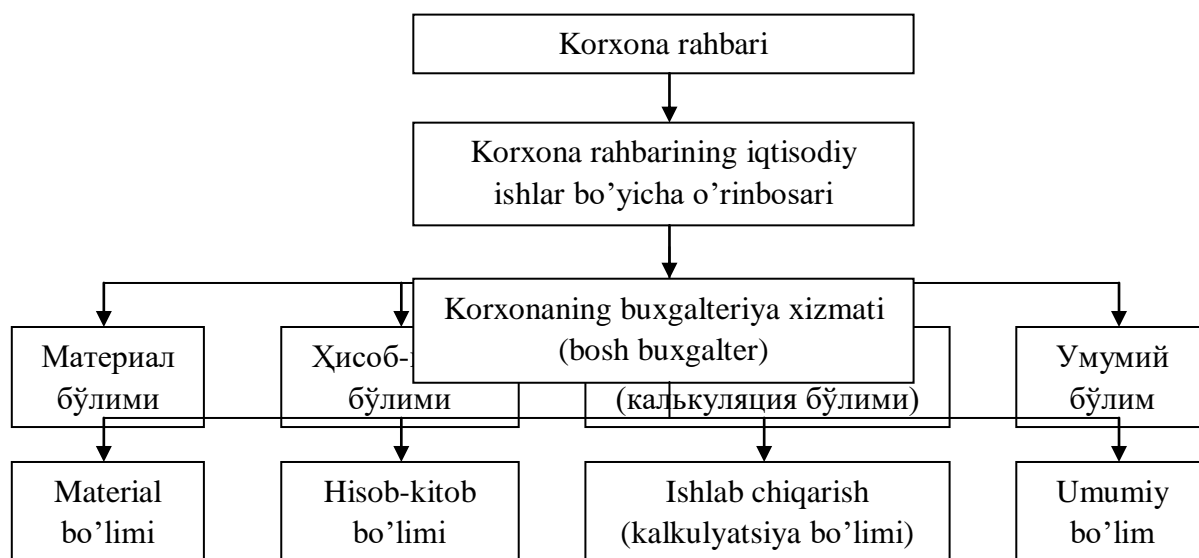 Korxona rahbari
Korxona rahbarining iqtisodiy
ishlar bo’yicha o’rinbosari
Korxonaning buxgalteriya xizmati
(bosh buxgalter)
Материал
бўлими
бўлими
(калькуляция бўлими)
Умумий
бўлим
Material
bo’limi
Hisob-kitob
bo’limi
Ishlab chiqarish
(kalkulyatsiya bo’limi)
Umumiy
bo’lim